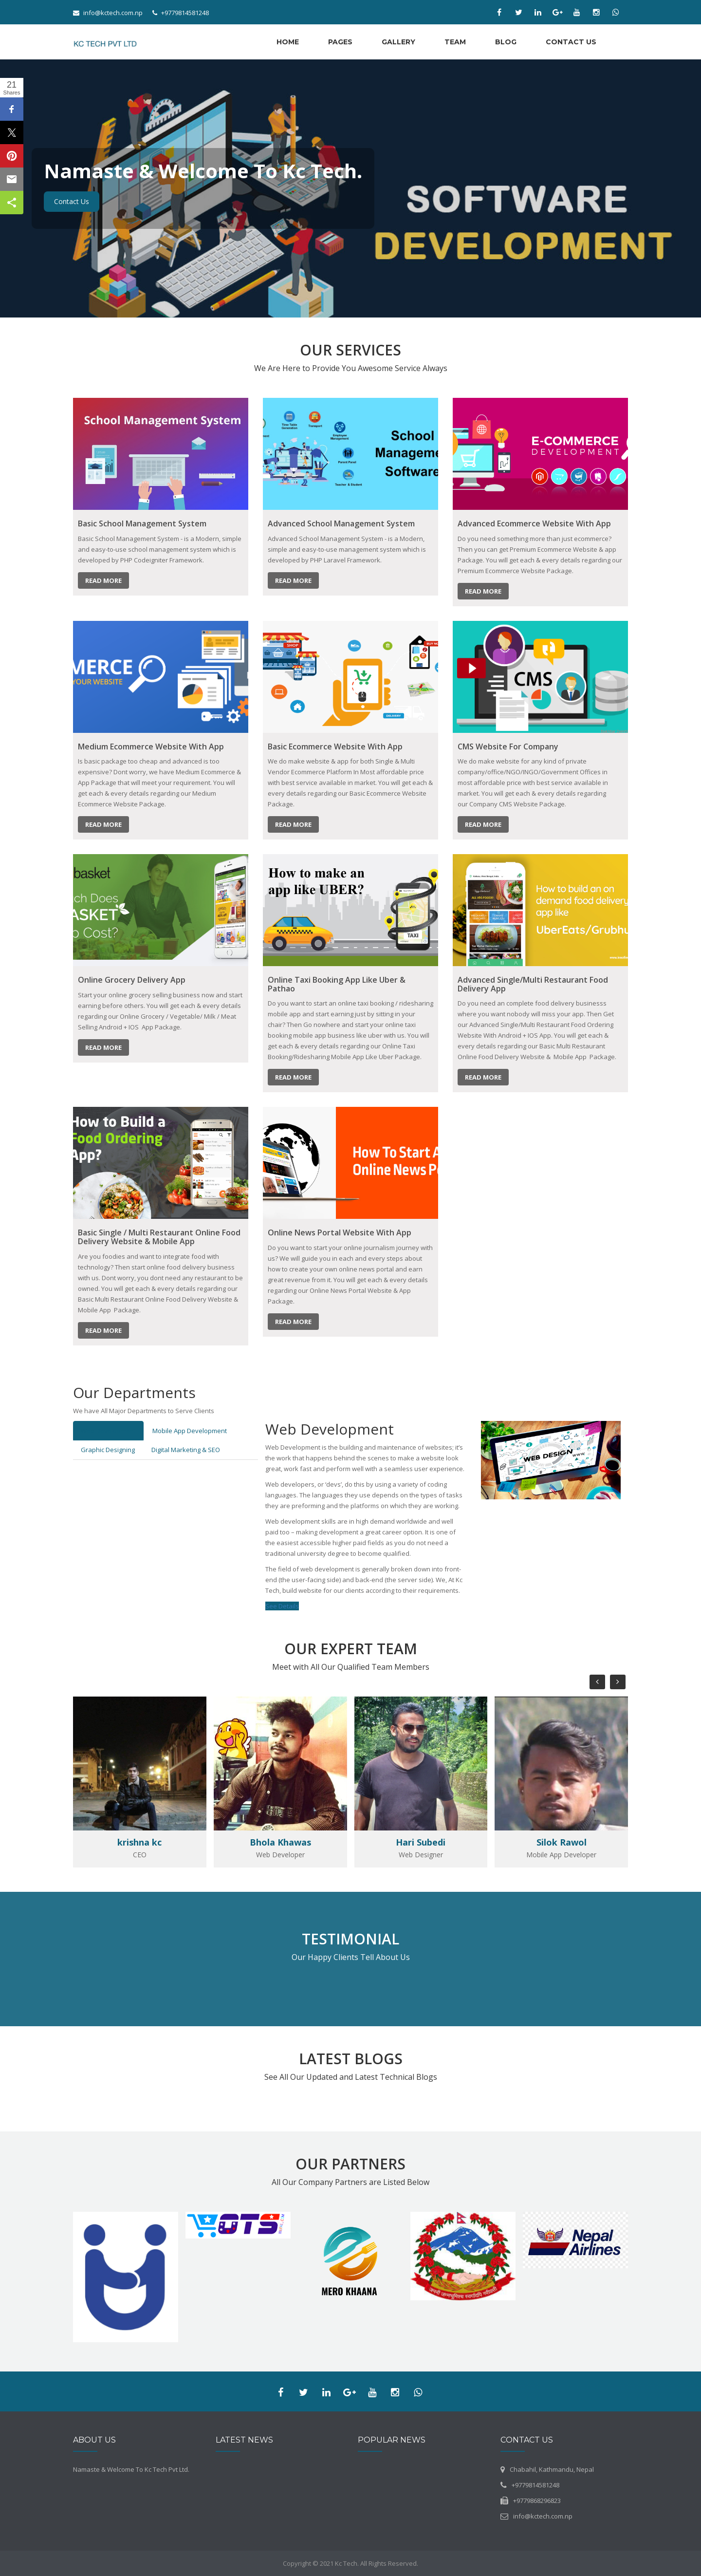 info@kctech.com.np +9779814581248
KC TECH PVT LTD
HOME PAGES GALLERY TEAM BLOG CONTACT US
21
Shares
Namaste & Welcome To Kc Tech.
Contact Us
SOFTWARE
DEVELOPMENT
OUR SERVICES
We Are Here to Provide You Awesome Service Always
School Management System
Basic School Management System
Basic School Management System - is a Modern, simple
and easy-to-use school management system which is
developed by PHP Codeigniter Framework.
READ MORE
School
Manageme
Software
Advanced School Management System
Advanced School Management System - is a Modern,
simple and easy-to-use management system which is
developed by PHP Laravel Framework.
READ MORE
E-COMMERCE
DEVELOPMENT
Advanced Ecommerce Website With App
Do you need something more than just ecommerce?
Then you can get Premium Ecommerce Website & app
Package. You will get each & every details regarding our
Premium Ecommerce Website Package.
READ MORE
MERCE
YOUR WEBSITE
Medium Ecommerce Website With App
Is basic package too cheap and advanced is too
expensive? Dont worry, we have Medium Ecommerce &
App Package that will meet your requirement. You will
get each & every details regarding our Medium
Ecommerce Website Package.
READ MORE
SHOP
Basic Ecommerce Website With App
We do make website & app for both Single & Multi
Vendor Ecommerce Platform In Most affordable price
with best service available in market. You will get each &
every details regarding our Basic Ecommerce Website
Package.
READ MORE
CMS
CMS Website For Company
We do make website for any kind of private
company/office/NGO/INGO/Government Offices in
most affordable price with best service available in
market. You will get each & every details regarding
our Company CMS Website Package.
READ MORE
basket
ch Does
ASKET
p Cost?
Online Grocery Delivery App
Start your online grocery selling business now and start
earning before others. You will get each & every details
regarding our Online Grocery / Vegetable/ Milk / Meat
Selling Android + IOS App Package.
READ MORE
How to make an
app like UBER?
TAXI
Online Taxi Booking App Like Uber &
Pathao
Do you want to start an online taxi booking / ridesharing
mobile app and start earning just by sitting in your
chair? Then Go nowhere and start your online taxi
booking mobile app business like uber with us. You will
get each & every details regarding our Online Taxi
Booking/Ridesharing Mobile App Like Uber Package.
READ MORE
How to build an on
demand food delivery
app like
UberEats/Grubhu
Advanced Single/Multi Restaurant Food
Delivery App
Do you need an complete food delivery businesss
where you want nobody will miss your app. Then Get
our Advanced Single/Multi Restaurant Food Ordering
Website With Android + IOS App. You will get each &
every details regarding our Basic Multi Restaurant
Online Food Delivery Website & Mobile App Package.
READ MORE
How to Build a
Food Ordering
App?
Basic Single / Multi Restaurant Online Food
Delivery Website & Mobile App
Are you foodies and want to integrate food with
technology? Then start online food delivery business
with us. Dont worry, you dont need any restaurant to be
owned. You will get each & every details regarding our
Basic Multi Restaurant Online Food Delivery Website &
Mobile App Package.
READ MORE
How To Start A
Online News Po
Online News Portal Website With App
Do you want to start your online journalism journey with
us? We will guide you in each and every steps about
how to create your own online news portal and earn
great revenue from it. You will get each & every details
regarding our Online News Portal Website & App
Package.
READ MORE
Our Departments
We have All Major Departments to Serve Clients
Mobile App Development
Graphic Designing Digital Marketing & SEO
Web Development
Web Development is the building and maintenance of websites; it's
the work that happens behind the scenes to make a website look
great, work fast and perform well with a seamless user experience.
Web developers, or 'devs', do this by using a variety of coding
languages. The languages they use depends on the types of tasks
they are preforming and the platforms on which they are working.
Web development skills are in high demand worldwide and well
paid too – making development a great career option. It is one of
the easiest accessible higher paid fields as you do not need a
traditional university degree to become qualified.
The field of web development is generally broken down into front-
end (the user-facing side) and back-end (the server side). We, At Kc
Tech, build website for our clients according to their requirements.
WEB DESIGN
OUR EXPERT TEAM
Meet with All Our Qualified Team Members
krishna kc
CEO
Bhola Khawas
Web Developer
Hari Subedi
Web Designer
Silok Rawol
Mobile App Developer
TESTIMONIAL
Our Happy Clients Tell About Us
LATEST BLOGS
See All Our Updated and Latest Technical Blogs
OUR PARTNERS
All Our Company Partners are Listed Below
OTS
MERO KHAANA
Nepal
Airlines
ABOUT US
Namaste & Welcome To Kc Tech Pvt Ltd.
LATEST NEWS
POPULAR NEWS
CONTACT US
Chabahil, Kathmandu, Nepal
+9779814581248
+9779868296823
info@kctech.com.np
Copyright © 2021 Kc Tech. All Rights Reserved.